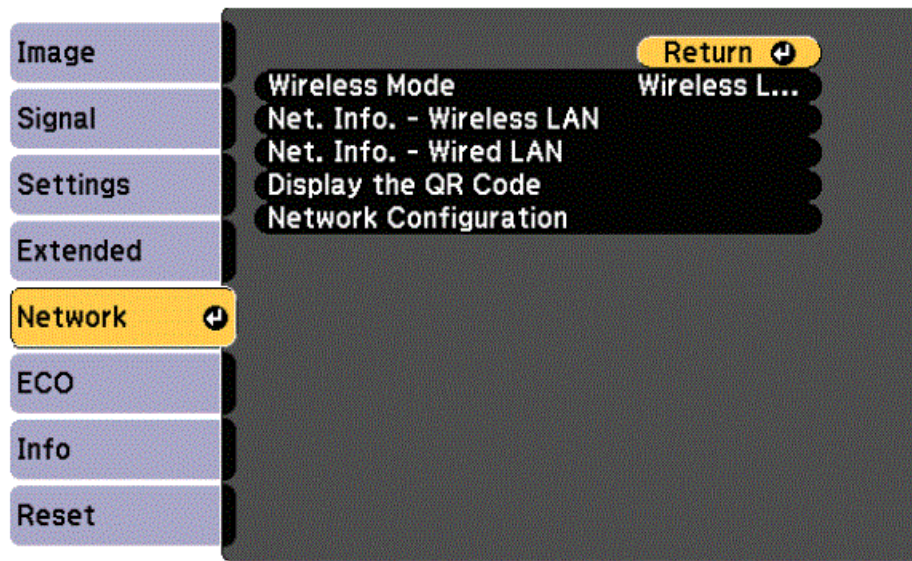 Image
Signal
Settings
Extended
Network
ECO
Info
Reset
Return
Wireless Mode Wireless L...
Net. Info. - Wireless LAN
Net. Info. - Wired LAN
Display the QR Code
Network Configuration